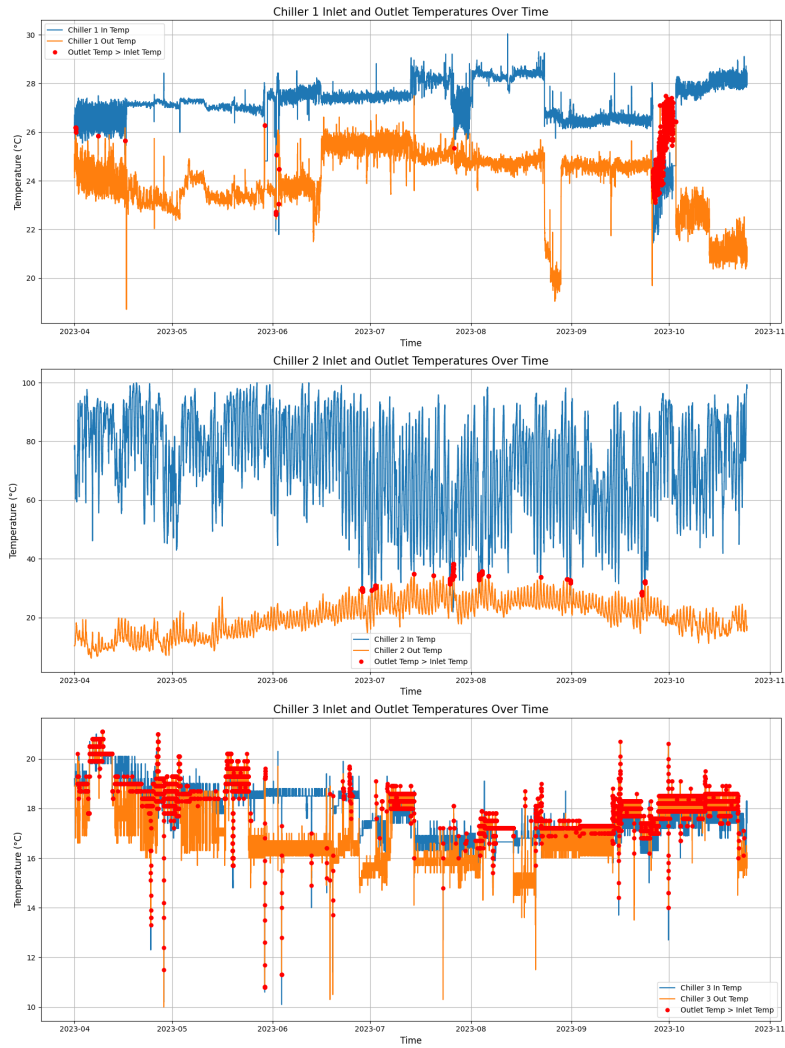 Chiller 1 Inlet and Outlet Temperatures Over Time
Chiller 1 In Temp
Chiller 1 Out Temp
Outlet Temp > Inlet Temp
Temperature (°C)
30
28
26
24
22
20
2023-04 2023-05 2023-06 2023-07 2023-08 2023-09 2023-10 2023-11
Time
Chiller 2 Inlet and Outlet Temperatures Over Time
Temperature (°C)
100
80
60
40
20
Chiller 2 In Temp
Chiller 2 Out Temp
Outlet Temp > Inlet Temp
2023-04 2023-05 2023-06 2023-07 2023-08 2023-09 2023-10 2023-11
Time
Chiller 3 Inlet and Outlet Temperatures Over Time
Temperature (°C)
20
18
16
14
12
10
Chiller 3 In Temp
Chiller 3 Out Temp
Outlet Temp > Inlet Temp
2023-04 2023-05 2023-06 2023-07 2023-08 2023-09 2023-10 2023-11
Time